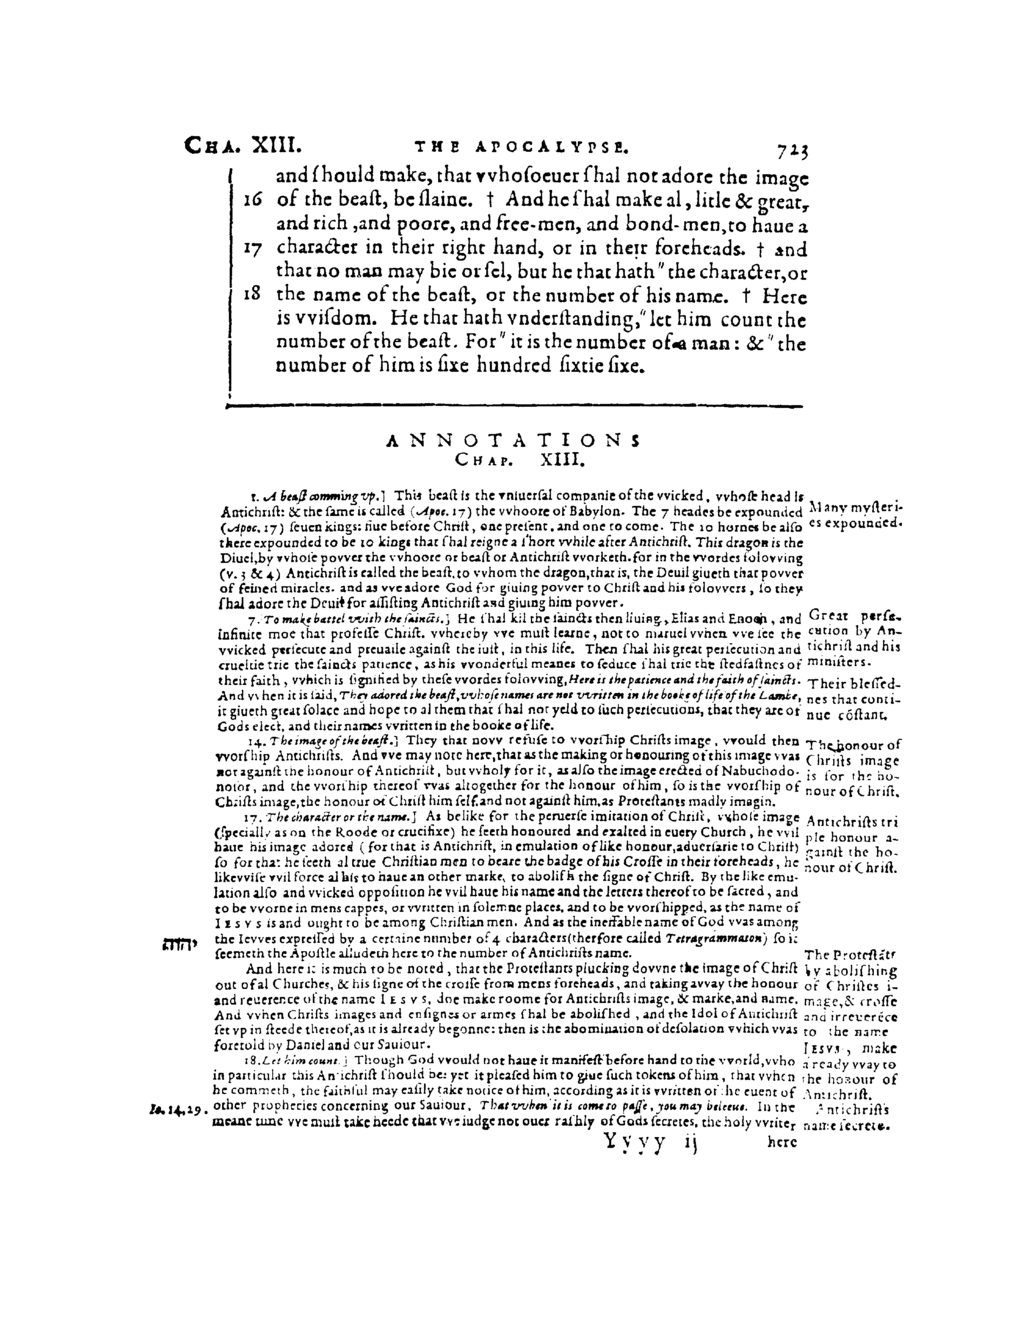 CHA. XIII. THE APOCALYPSE. 723
and ſhould make, that vvhoſoeuer ſhal not adore the image
16 of the beaſt, be ſlaine. † And he ſhal make al, litle & great,
and rich, and poore, and free-men, and bond-men, to haue a
17 character in their right hand, or in their foreheads. † and
that no man may bie or ſel, but he that hath " the character, or
18 the name of the beaſt, or the number of his name. † Here
is vviſdom. He that hath vnderſtanding, " let him count the
number of the beaſt. For " it is the number of a man: & " the
number of him is ſixe hundred ſixtie ſixe.
ANNOTATIONS
CHAP. XIII.
1. A beaſt comming vp.] This beaſt is the vniuerſal companie of the vvicked, vvhoſe head is
Antichriſt: & the ſame is called (Apoc. 17) the vvhoore of Babylon. The 7 heades be expounded
(Apoc. 17) ſeuen kings: fiue before Chriſt, one preſent, and one to come. The 10 hornes be alſo
there expounded to be 10 kings that ſhal reigne a ſhort vvhile after Antichriſt. This dragon is the
Diuel, by vvhoſe povver the vvhoore or beaſt or Antichriſt vvorketh. for in the vvordes folovving
(v. 3 & 4) Antichriſt is called the beaſt, to vvhom the dragon, that is, the Deuil giueth that povver
of feined miracles. and as vve adore God for giuing povver to Chriſt and his folovvers, ſo they
ſhal adore the Deuil for aſſiſting Antichriſt and giuing him povver.
Many myſteries
expounded.
7. To make battel vvith the ſaincts.] He ſhal kil the ſaincts then liuing, Elias and Enoch, and
infinite moe that profeſſe Chriſt. vvhereby vve muſt learne, not to maruel vvhen vve ſee the
vvicked perſecute and preuaile againſt the iuſt, in this life. Then ſhal his great perſecution and
crueltie trie the ſaincts patience, as his vvonderful meanes to ſeduce ſhal trie the ſtedfaſtnes of
their faith, vvhich is ſignified by theſe vvordes folovving, Here is the patience and the faith of ſaincts.
And vvhen it is ſaid, They adored the beaſt, vvhoſe names are not vvritten in the booke of life of the Lambe,
it giueth great ſolace and hope to al them that ſhal not yeld to ſuch perſecutions, that they are of
Gods elect, and their names vvritten in the booke of life.
Great perſe-
cution by An-
tichriſt and his
miniſters.
Their bleſſed-
nes that conti-
nue cōſtant.
14. The image of the beaſt.] They that novv refuſe to vvorſhip Chriſts image, vvould then
vvorſhip Antichriſts. And vve may note here, that as the making or honouring of this image vvas
not againſt the honour of Antichriſt, but vvholy for it, as alſo the image erected of Nabuchodo-
noſor, and the vvorſhip thereof vvas altogether for the honour of him, ſo is the vvorſhip of
Chriſts image, the honour of Chriſt him ſelf, and not againſt him, as Proteſtants madly imagin.
The honour of
Chriſts image
is for the ho-
nour of Chriſt.
17. The character or the name.] As belike for the peruerſe imitation of Chriſt, vvhoſe image
(ſpecially as on the Roode or crucifixe) he ſeeth honoured and exalted in euery Church, he vvil
haue his image adored (for that is Antichriſt, in emulation of like honour, aduerſarie to Chriſt)
ſo for that he ſeeth al true Chriſtian men to beare the badge of his Croſſe in their foreheads, he
likevviſe vvil force al his to haue an other marke, to aboliſh the ſigne of Chriſt. By the like emu-
lation alſo and vvicked oppoſition he vvil haue his name and the letters thereof to be ſacred, and
to be vvorne in mens cappes, or vvritten in ſolemne places, and to be vvorſhipped, as the name of
IESVS is and ought to be among Chriſtian men. And as the ineffable name of God vvas among
the Ievves expreſſed by a certaine number of 4 characters (therfore called Tetragrammaton) ſo it
ſeemeth the Apoſtle alludeth here to the number of Antichriſts name.
Antichriſts tri
ple honour a-
gainſt the ho-
nour of Chriſt.
יהוה
And here it is much to be noted, that the Proteſtants plucking dovvne the image of Chriſt
out of al Churches, & his ſigne of the croſſe from mens foreheads, and taking avvay the honour
and reuerence of the name IESVS, doe make roome for Antichriſts image, & marke, and name.
And vvhen Chriſts images and enſignes or armes ſhal be aboliſhed, and the Idol of Antichriſt
ſet vp in ſteede thereof, as it is already begonne: then is the abomination of deſolation vvhich vvas
foretold by Daniel and our Sauiour.
The Proteſtāts
by aboliſhing
of Chriſtes i-
mage, & croſſe
and irreuerēce
to the name
IESVS, make
a ready vvay to
the honour of
Antichriſt.
18. Let him count.] Though God vvould not haue it manifeſt before hand to the vvorld, vvho
in particular this Antichriſt ſhould be: yet it pleaſed him to giue ſuch tokens of him, that vvhen
he commeth, the faithful may eaſily take notice of him, according as it is vvritten of the euent of
Io. 14, 29. other prophecies concerning our Sauiour, That vvhen it is come to paſſe, you may beleeue. In the
meane time vve muſt take heede that vve iudge not ouer raſhly of Gods ſecretes, the holy vvriter
Antichriſts
name ſecrete.
Yyyy ij here